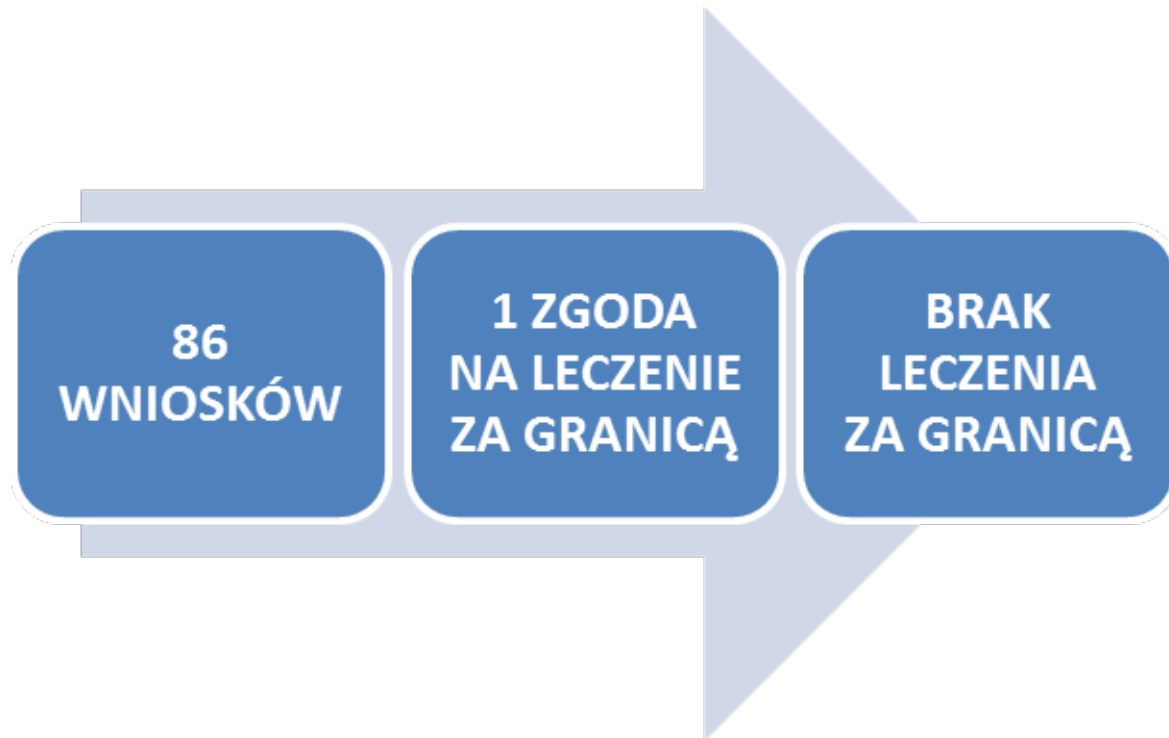 86
WNIOSKÓW
1 ZGODA
NA LECZENIE
ZA GRANICĄ
BRAK
LECZENIA
ZA GRANICĄ